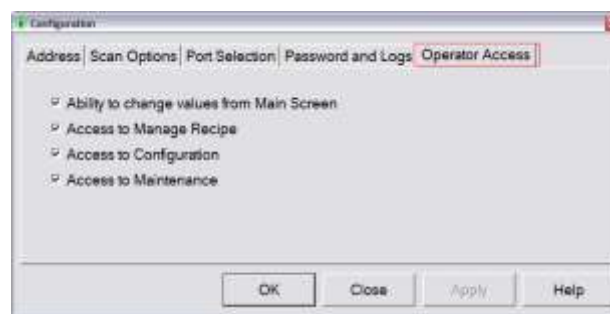 Configuration
Address Scan Options Port Selection Password and Logs Operator Access
Ability to change values from Main Screen
Access to Manage Recipe
Access to Configuration
Access to Maintenance
OK Close Apply Help